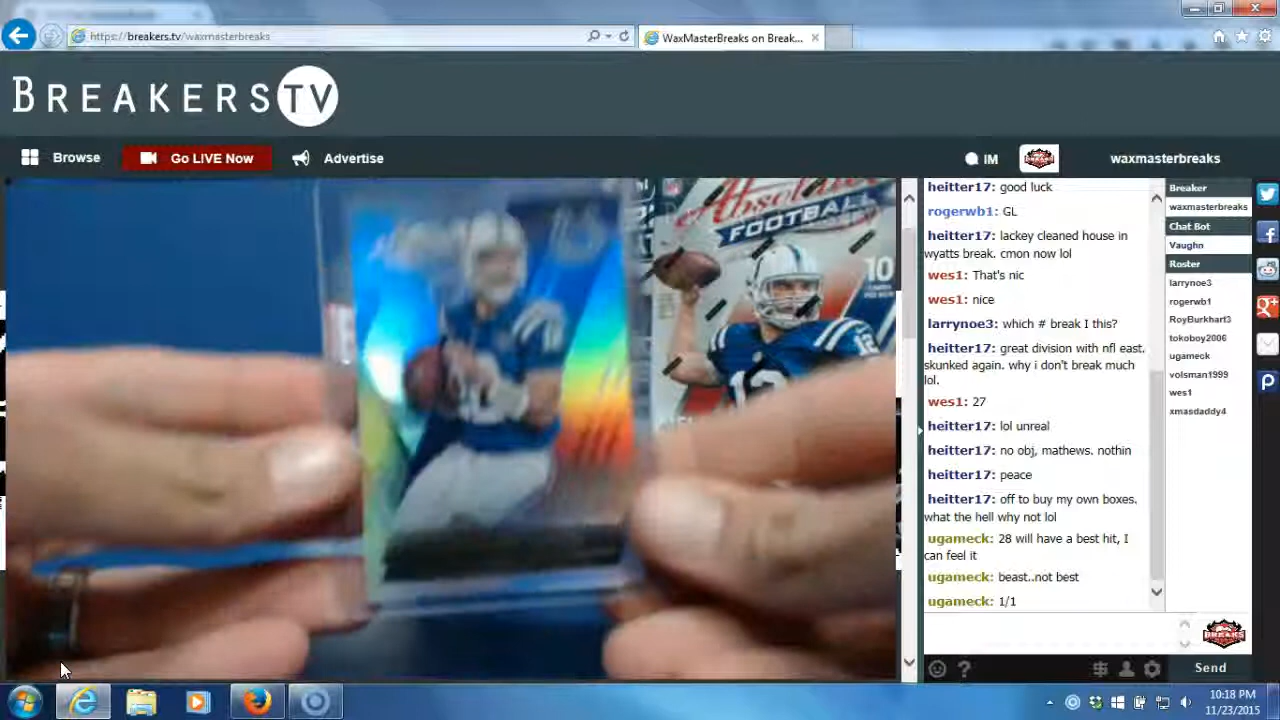 https://breakers.tv/waxmasterbreaks
WaxMasterBreaks on Break...
BREAKERS TV
Browse
Go LIVE Now
Advertise
IM
waxmasterbreaks
Absolute
FOOTBALL
10
12
heitter17: good luck
rogerwb1: GL
heitter17: lackey cleaned house in
wyatts break. cmon now lol
wes1: That's nic
wes1: nice
larrynoe3: which # break I this?
heitter17: great division with nfl east.
skunked again. why i don't break much
lol.
wes1: 27
heitter17: lol unreal
heitter17: no obj, mathews. nothin
heitter17: peace
heitter17: off to buy my own boxes.
what the hell why not lol
ugameck: 28 will have a best hit, I
can feel it
ugameck: beast..not best
ugameck: 1/1
Breaker
waxmasterbreaks
Chat Bot
Vaughn
Roster
larrynoe3
rogerwb1
RoyBurkhart3
tokoboy2006
ugameck
volsman1999
wes1
xmasdaddy4
BREAKS
Send
10:18 PM
11/23/2015